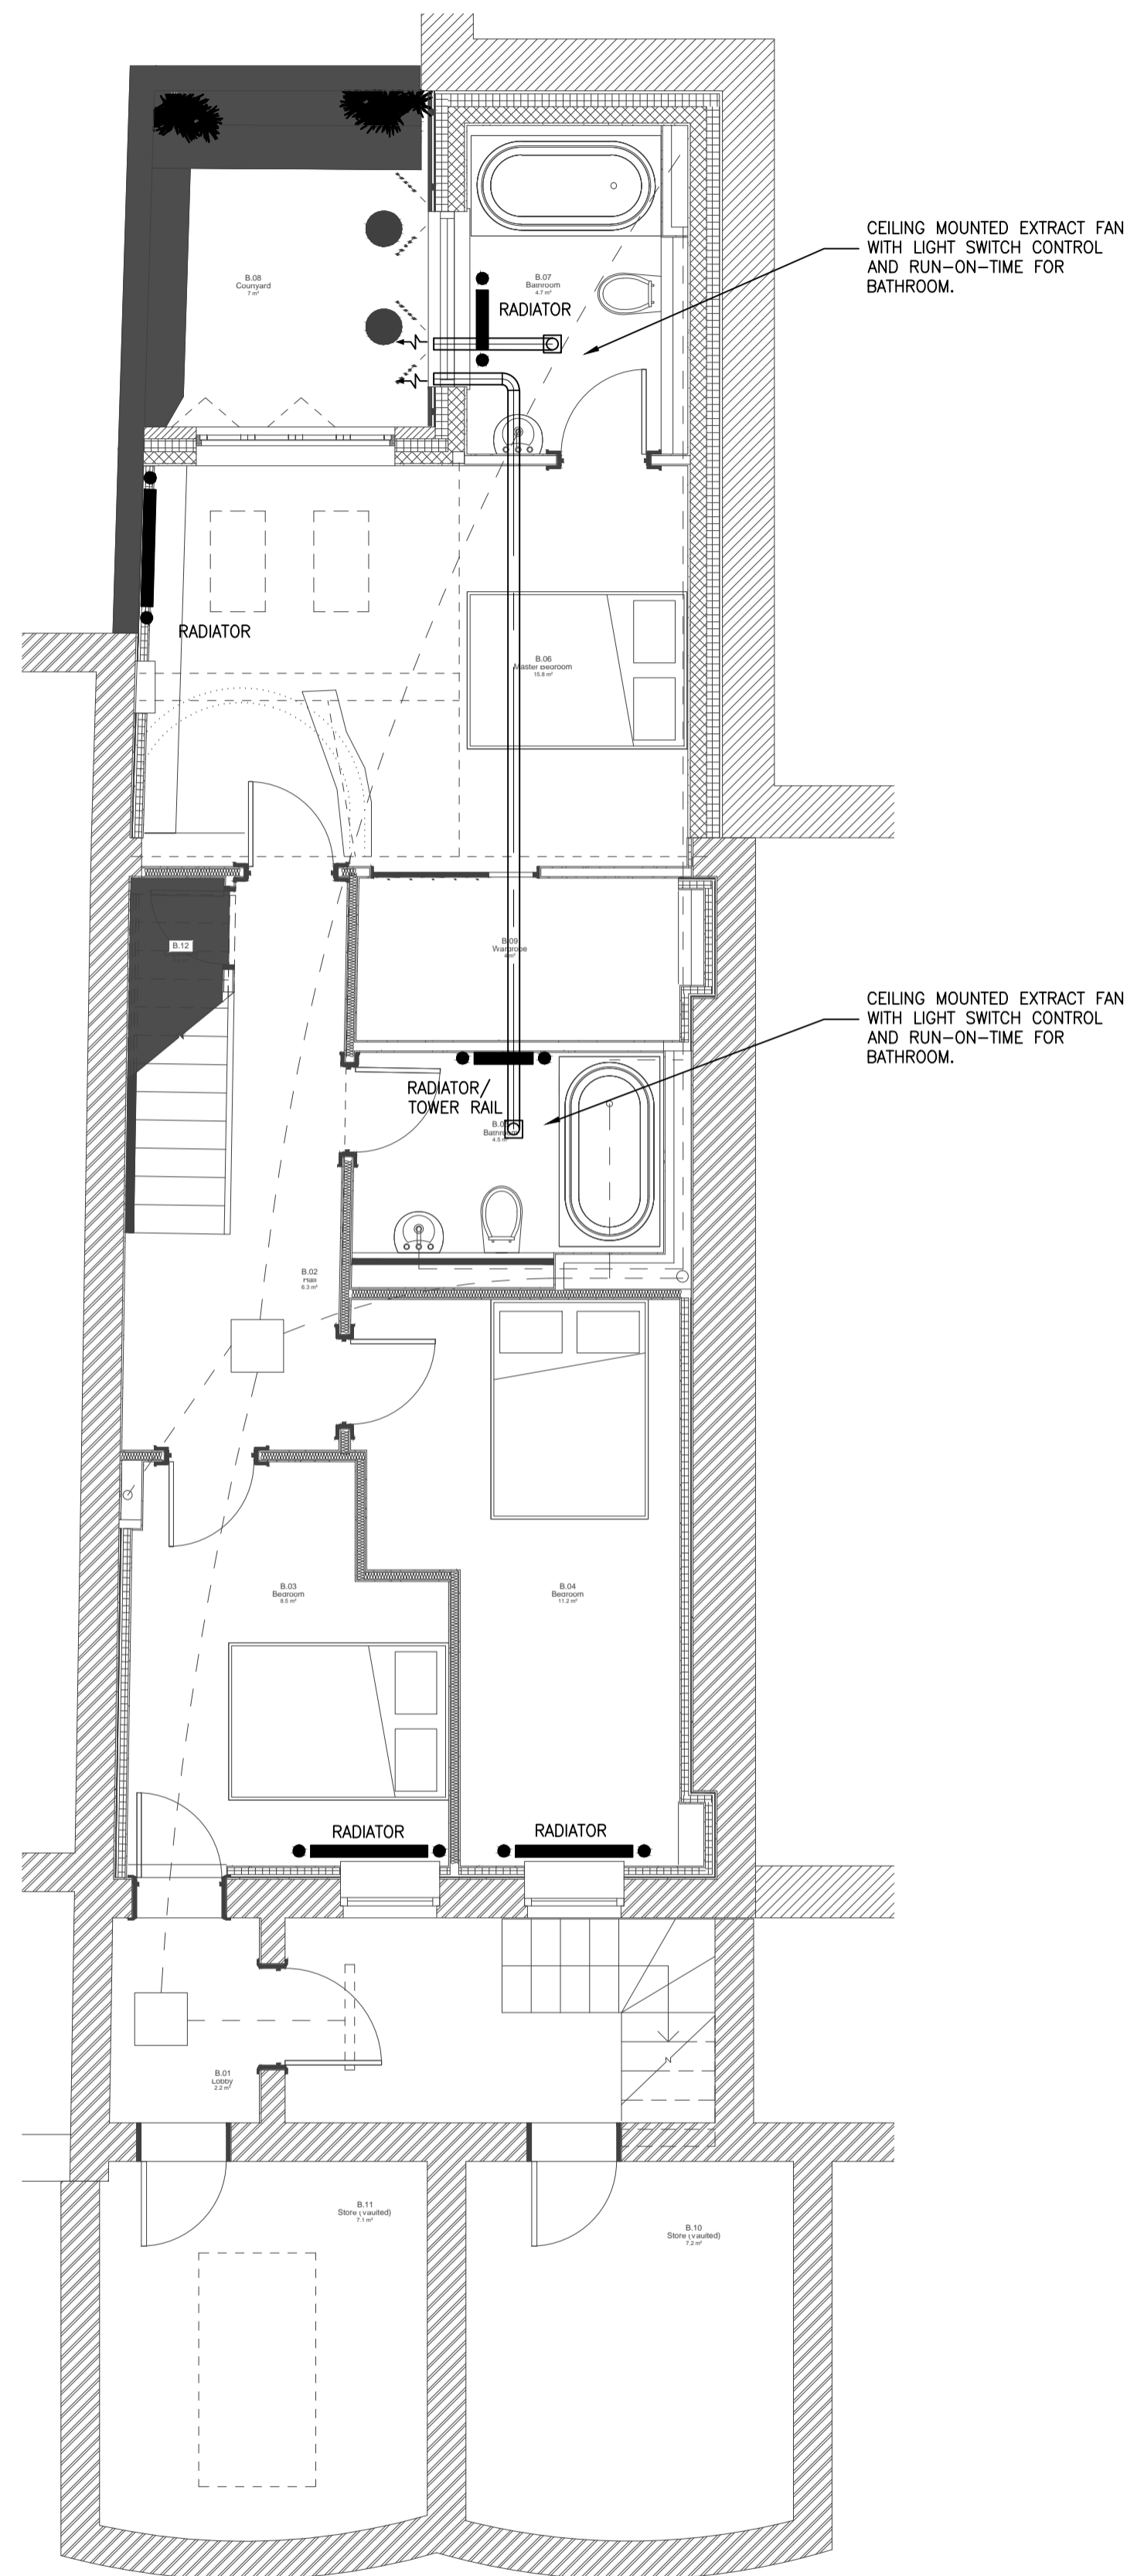 CEILING MOUNTED EXTRACT FAN
WITH LIGHT SWITCH CONTROL
AND RUN-ON-TIME FOR
BATHROOM.
B.08
Courtyard
7 m²
B.07
Bathroom
4.7 m²
RADIATOR
RADIATOR
B.06
Master Bedroom
15.8 m²
B.12
B.09
Wardrobe
CEILING MOUNTED EXTRACT FAN
WITH LIGHT SWITCH CONTROL
AND RUN-ON-TIME FOR
BATHROOM.
RADIATOR/
TOWER RAIL
Bathroom
4.5 m²
B.02
Hall
6.3 m²
B.03
Bedroom
8.5 m²
B.04
Bedroom
11.2 m²
RADIATOR
RADIATOR
B.01
Lobby
2.2 m²
B.11
Store (vaulted)
7.1 m²
B.10
Store (vaulted)
7.2 m²